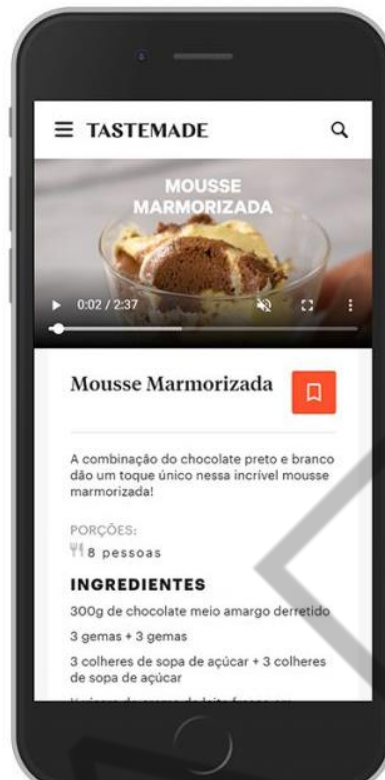 TASTEMADE
MOUSSE
MARMORIZADA
0:02 / 2:37
Mousse Marmorizada
A combinação do chocolate preto e branco
dão um toque único nessa incrível mousse
marmorizada!
PORÇÕES:
8 pessoas
INGREDIENTES
300g de chocolate meio amargo derretido
3 gemas + 3 gemas
3 colheres de sopa de açúcar + 3 colheres
de sopa de açúcar